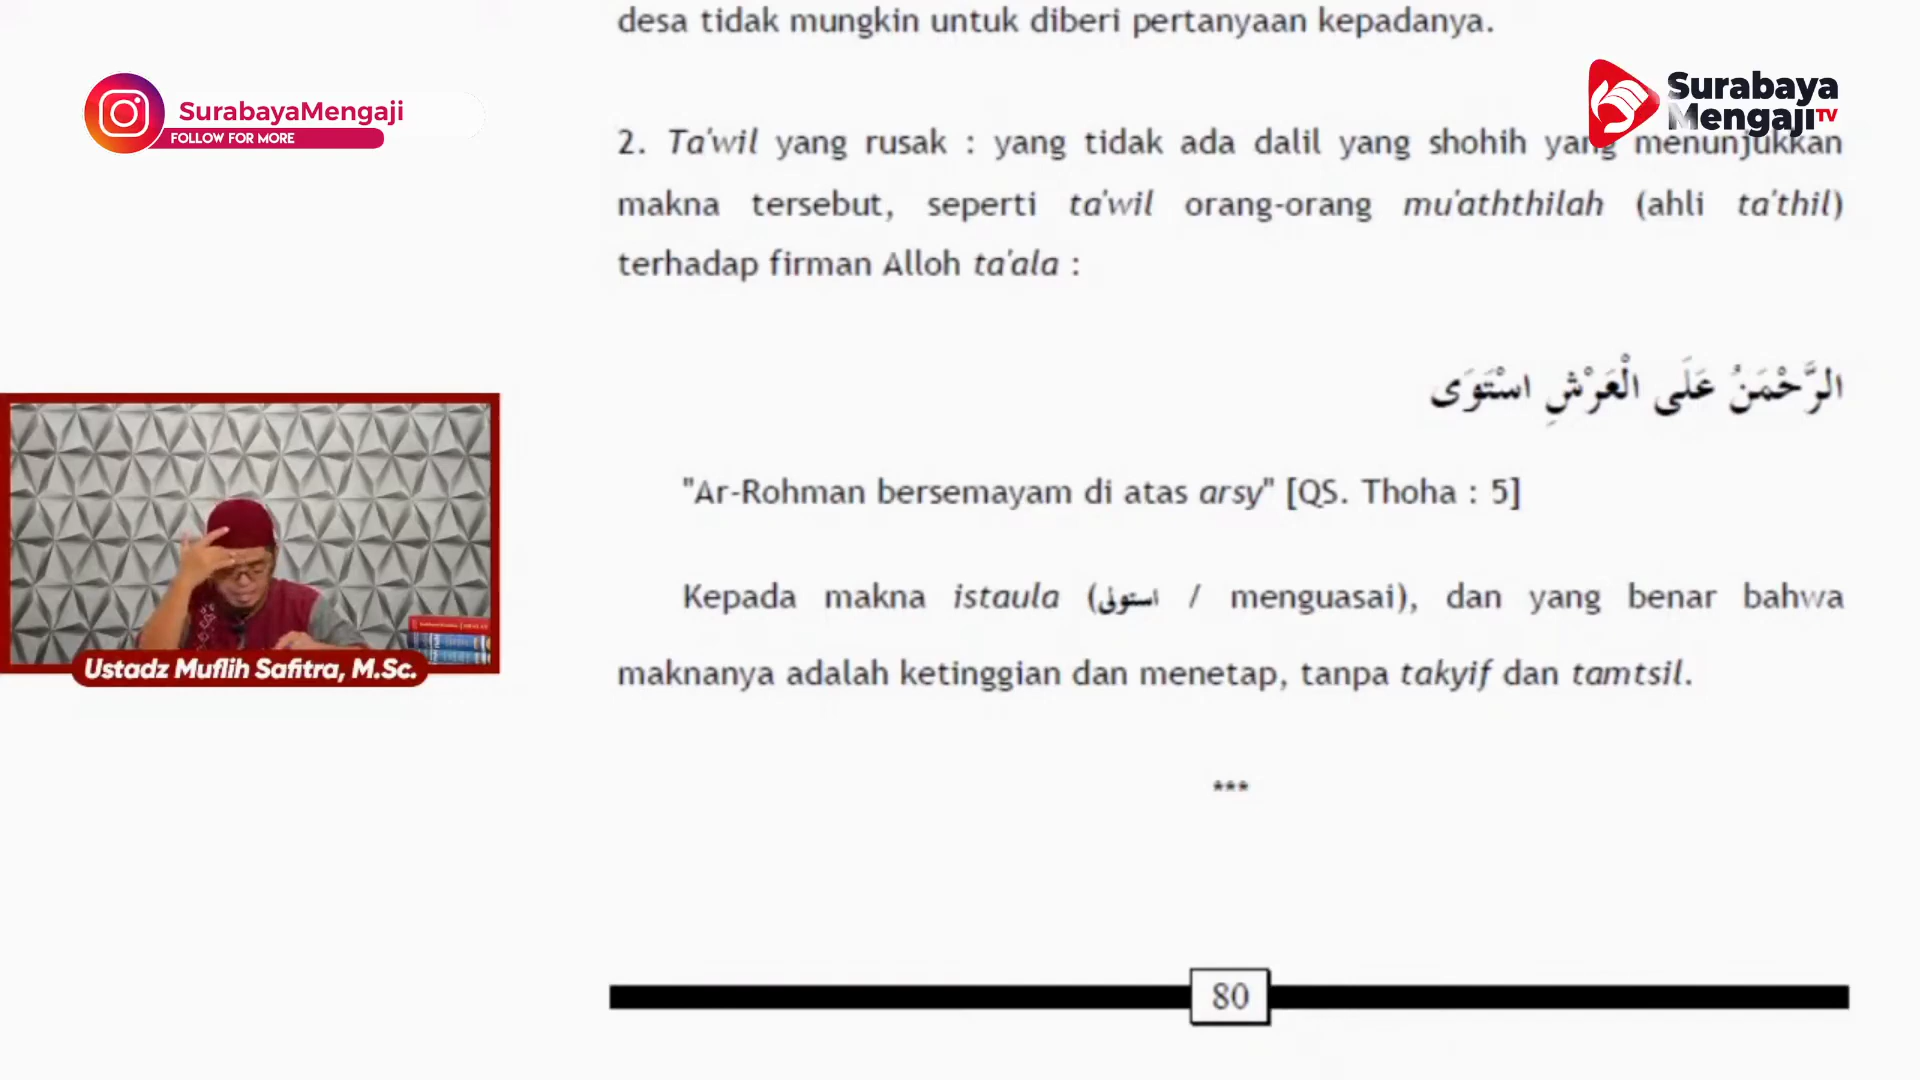 desa tidak mungkin untuk diberi pertanyaan kepadanya.
SurabayaMengaji
FOLLOW FOR MORE
Surabaya
Mengaji TV
2. Ta'wil yang rusak : yang tidak ada dalil yang shohih yang menunjukkan
makna tersebut, seperti ta'wil orang-orang mu'aththilah (ahli ta'thil)
terhadap firman Alloh ta'ala :
الرَّحْمَنُ عَلَى الْعَرْشِ اسْتَوَى
"Ar-Rohman bersemayam di atas arsy" [QS. Thoha : 5]
Kepada makna istaula (استولى / menguasai), dan yang benar bahwa
maknanya adalah ketinggian dan menetap, tanpa takyif dan tamtsil.
Ustadz Muflih Safitra, M.Sc.
***
80